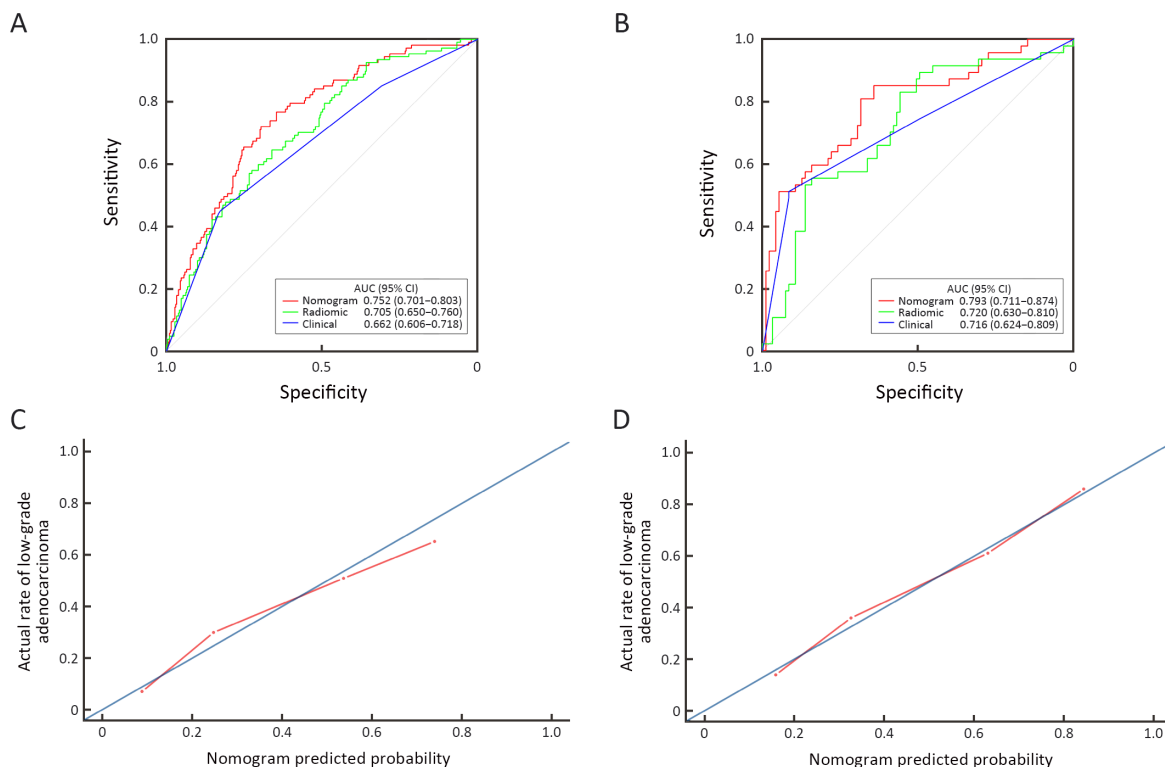 A
1.0
0.8
0.6
0.4
0.2
0
Sensitivity
1.0
0.5
0
Specificity
AUC (95% CI)
Nomogram 0.752 (0.701–0.803)
Radiomic 0.705 (0.650–0.760)
Clinical 0.662 (0.606–0.718)
B
1.0
0.8
0.6
0.4
0.2
0
Sensitivity
1.0
0.5
0
Specificity
AUC (95% CI)
Nomogram 0.793 (0.711–0.874)
Radiomic 0.720 (0.630–0.810)
Clinical 0.716 (0.624–0.809)
C
1.0
0.8
0.6
0.4
0.2
0
Actual rate of low-grade
adenocarcinoma
0
0.2
0.4
0.6
0.8
1.0
Nomogram predicted probability
D
1.0
0.8
0.6
0.4
0.2
0
Actual rate of low-grade
adenocarcinoma
0
0.2
0.4
0.6
0.8
1.0
Nomogram predicted probability